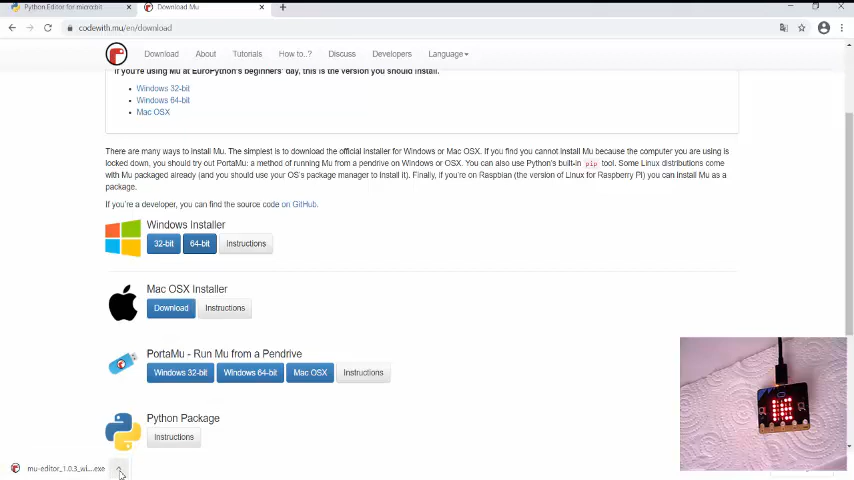 Python Editor for micro:bit
Download Mu
codewith.mu/en/download
Download About Tutorials How to..? Discuss Developers Language
If you're using Mu at EuroPython's beginners' day, this is the version you should install.
Windows 32-bit
Windows 64-bit
Mac OSX
There are many ways to install Mu. The simplest is to download the official installer for Windows or Mac OSX. If you find you cannot install Mu because the computer you are using is
locked down, you should try out PortaMu: a method of running Mu from a pendrive on Windows or OSX. You can also use Python's built-in pip tool. Some Linux distributions come
with Mu packaged already (and you should use your OS's package manager to install it). Finally, if you're on Raspbian (the version of Linux for Raspberry Pi) you can install Mu as a
package.
If you're a developer, you can find the source code on GitHub.
Windows Installer
32-bit 64-bit Instructions
Mac OSX Installer
Download Instructions
PortaMu - Run Mu from a Pendrive
Windows 32-bit Windows 64-bit Mac OSX Instructions
Python Package
Instructions
mu-editor_1.0.3_wi....exe